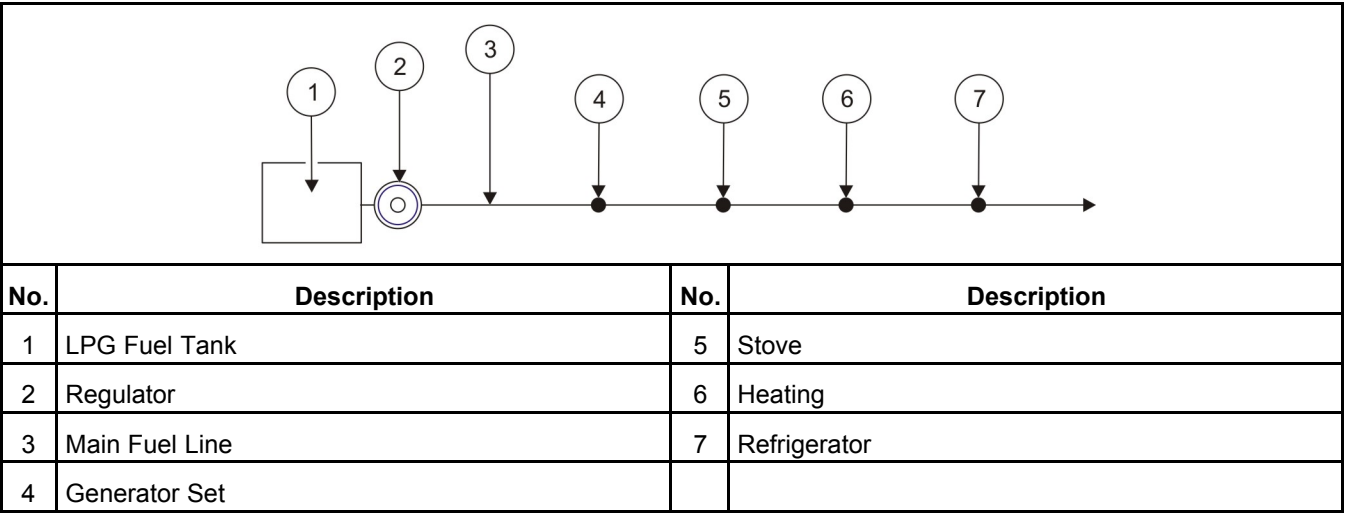 1 2 3 4 5 6 7
No. Description No. Description
1 LPG Fuel Tank 5 Stove
2 Regulator 6 Heating
3 Main Fuel Line 7 Refrigerator
4 Generator Set